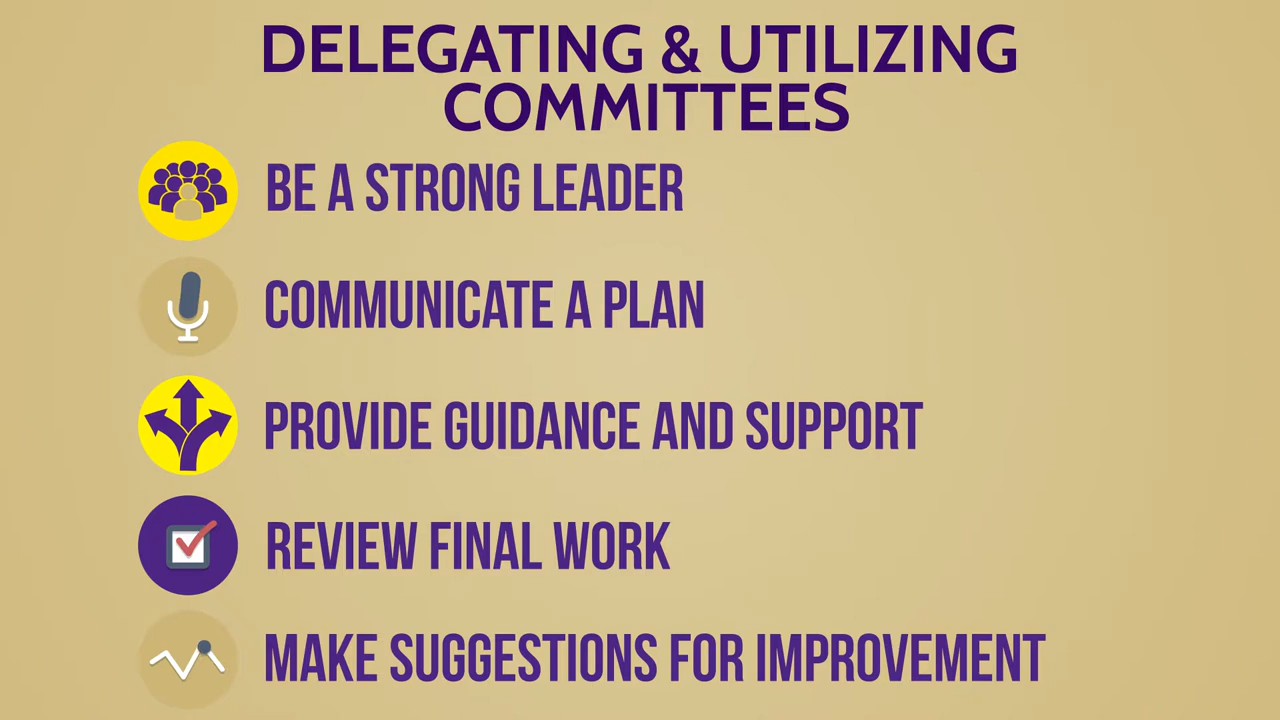 DELEGATING & UTILIZING
COMMITTEES
BE A STRONG LEADER
COMMUNICATE A PLAN
PROVIDE GUIDANCE AND SUPPORT
REVIEW FINAL WORK
MAKE SUGGESTIONS FOR IMPROVEMENT